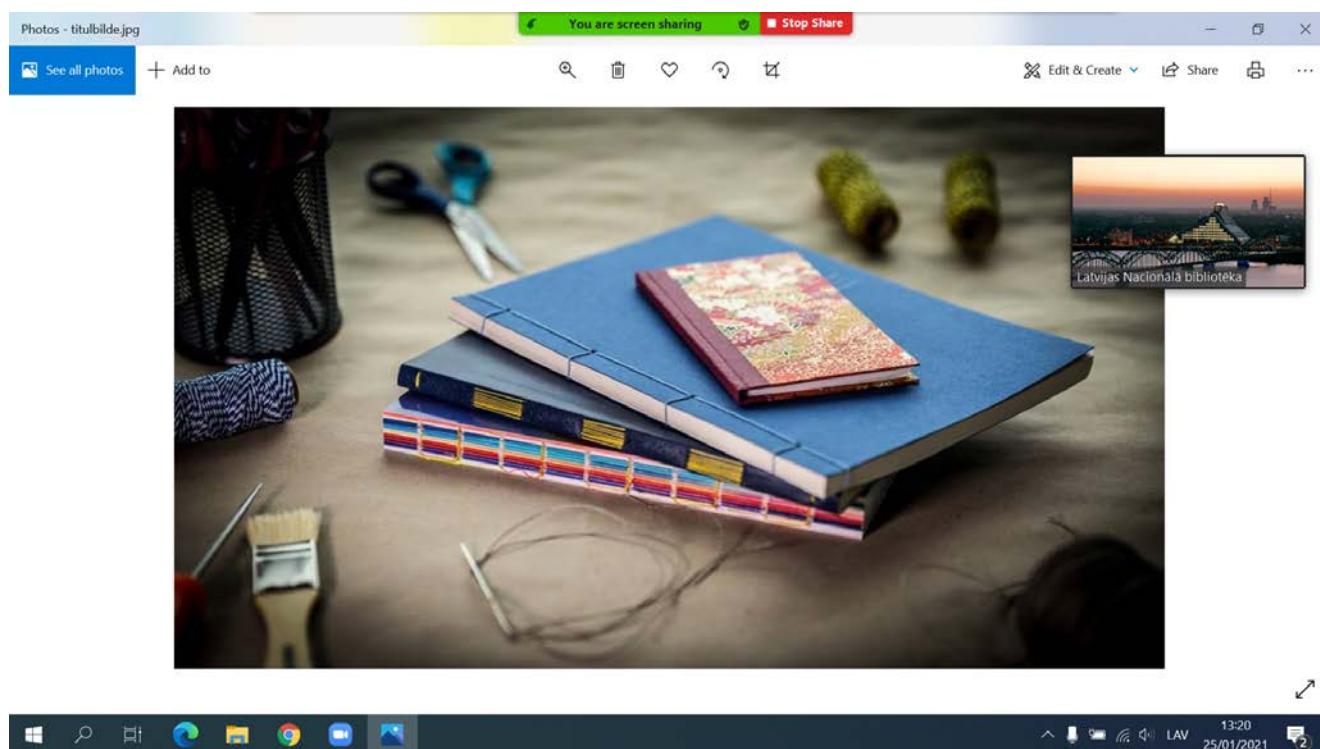 Photos - titulbilde.jpg
You are screen sharing
Stop Share
See all photos
Add to
Edit & Create
Share
Latvijas Nacionālā bibliotēka
LAV
13:20
25/01/2021
2